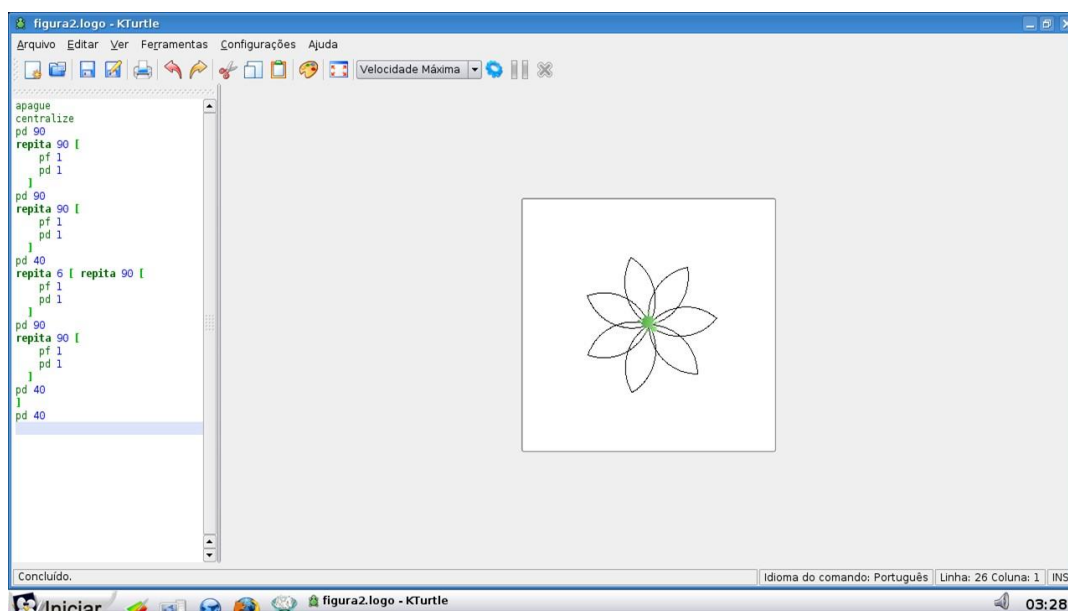 figura2.logo - KTurtle
Arquivo Editar Ver Ferramentas Configurações Ajuda
Velocidade Máxima
apague
centralize
pd 90
repita 90 [
pf 1
pd 1
]
pd 90
repita 90 [
pf 1
pd 1
]
pd 40
repita 6 [ repita 90 [
pf 1
pd 1
]
pd 90
repita 90 [
pf 1
pd 1
]
pd 40
]
pd 40
Concluído.
Idioma do comando: Português
Linha: 26 Coluna: 1
INS
Iniciar
figura2.logo - KTurtle
03:28